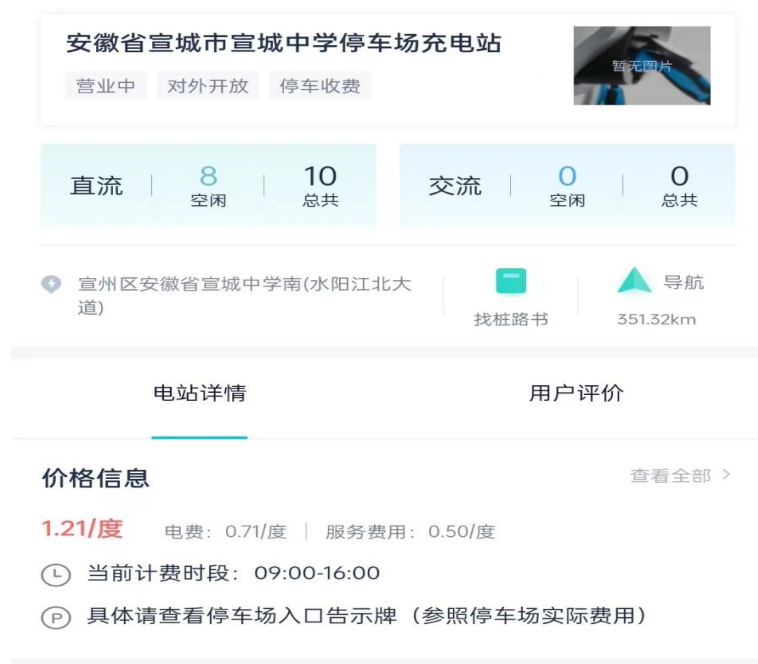 安徽省宣城市宣城中学停车场充电站
营业中 对外开放 停车收费
暂无图片
直流 8 空闲 10 总共
交流 0 空闲 0 总共
宣州区安徽省宣城中学南(水阳江北大
道)
找桩路书
导航
351.32km
电站详情 用户评价
价格信息 查看全部 >
1.21/度 电费：0.71/度 | 服务费用：0.50/度
当前计费时段：09:00-16:00
P 具体请查看停车场入口告示牌（参照停车场实际费用）